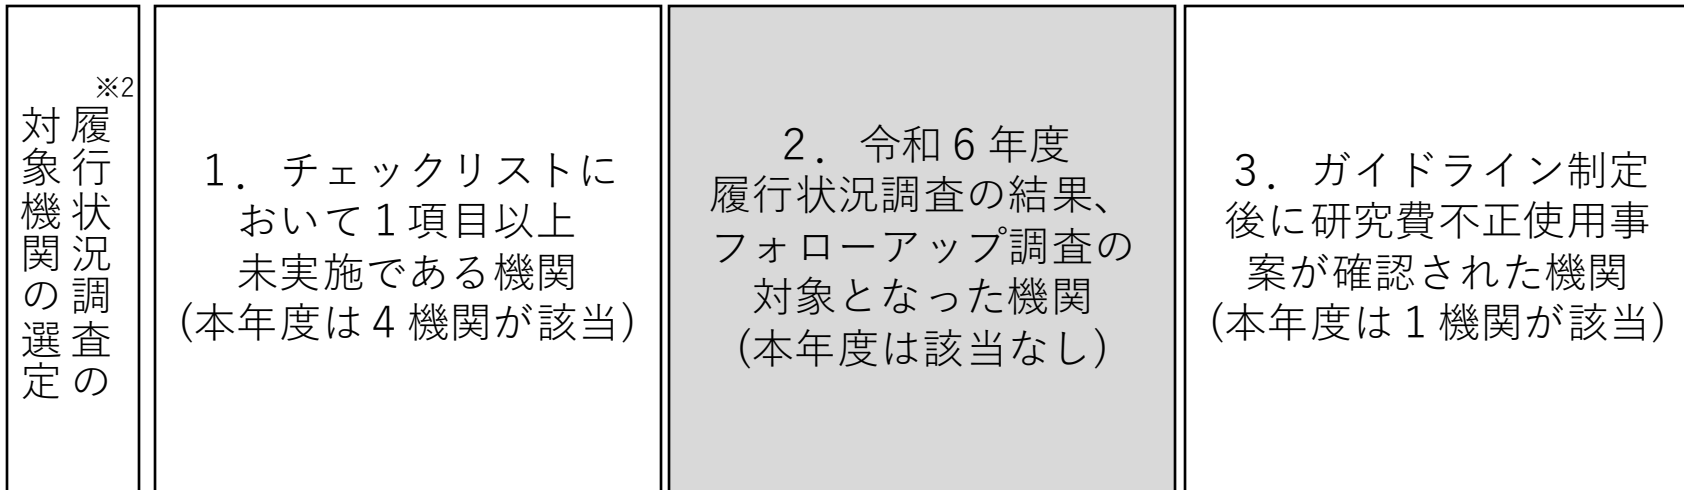 ※2
履行状況調査の
対象機関の選定
1． チェックリストに
おいて１項目以上
未実施である機関
(本年度は４機関が該当)
2． 令和６年度
履行状況調査の結果、
フォローアップ調査の
対象となった機関
(本年度は該当なし)
3．ガイドライン制定
後に研究費不正使用事
案が確認された機関
(本年度は１機関が該当)